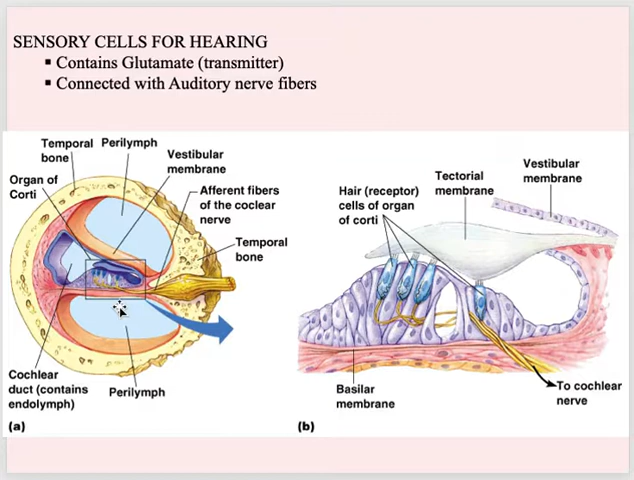 SENSORY CELLS FOR HEARING
▪ Contains Glutamate (transmitter)
▪ Connected with Auditory nerve fibers
Temporal
bone
Perilymph
Vestibular
membrane
Organ of
Corti
Afferent fibers
of the coclear
nerve
Temporal
bone
Cochlear
duct (contains
endolymph)
Perilymph
(a)
Hair (receptor)
cells of organ
of corti
Tectorial
membrane
Vestibular
membrane
Basilar
membrane
To cochlear
nerve
(b)